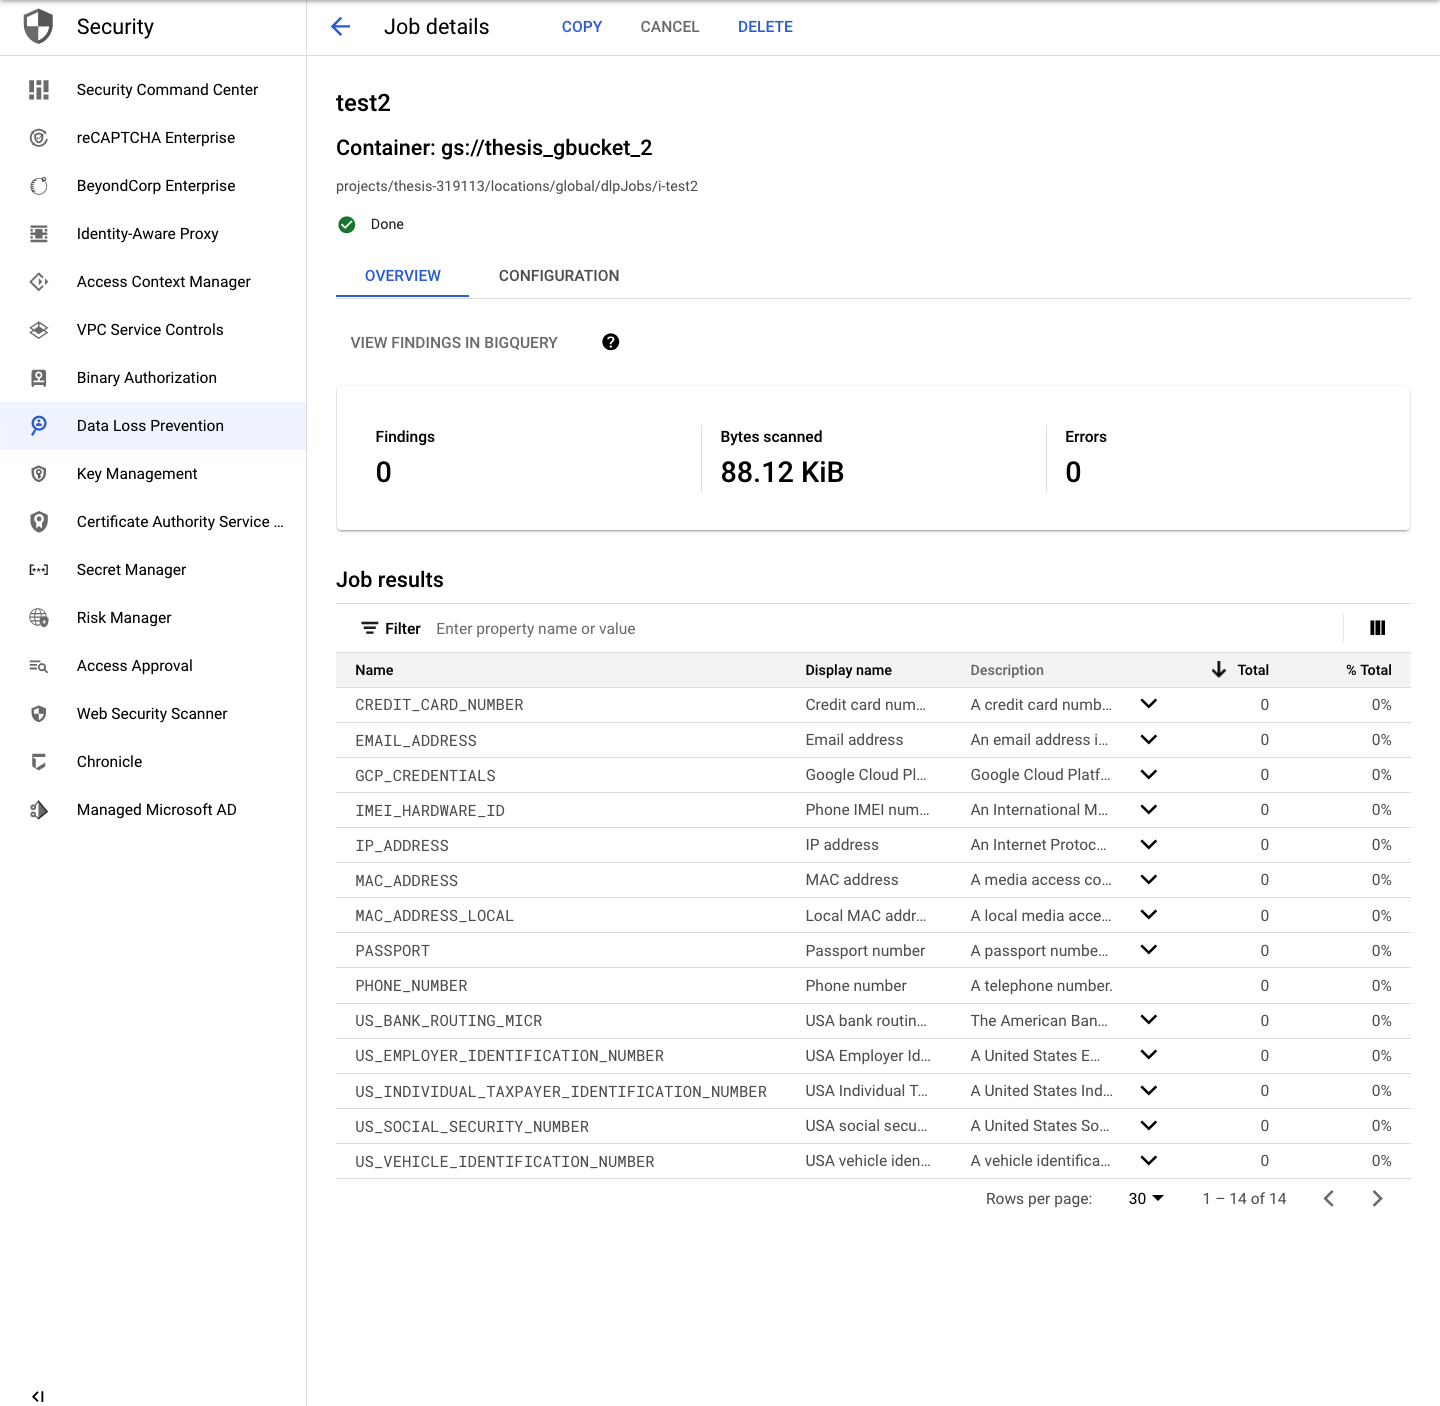 Security
Job details
COPY
CANCEL
DELETE
Security Command Center
reCAPTCHA Enterprise
BeyondCorp Enterprise
Identity-Aware Proxy
Access Context Manager
VPC Service Controls
Binary Authorization
Data Loss Prevention
Key Management
Certificate Authority Service ...
Secret Manager
Risk Manager
Access Approval
Web Security Scanner
Chronicle
Managed Microsoft AD
test2
Container: gs://thesis_gbucket_2
projects/thesis-319113/locations/global/dlpJobs/i-test2
Done
OVERVIEW CONFIGURATION
VIEW FINDINGS IN BIGQUERY
Findings Bytes scanned Errors
0 88.12 KiB 0
Job results
Filter Enter property name or value
Name Display name Description Total % Total
CREDIT_CARD_NUMBER Credit card num... A credit card numb... 0 0%
EMAIL_ADDRESS Email address An email address i... 0 0%
GCP_CREDENTIALS Google Cloud Pl... Google Cloud Platf... 0 0%
IMEI_HARDWARE_ID Phone IMEI num... An International M... 0 0%
IP_ADDRESS IP address An Internet Protoc... 0 0%
MAC_ADDRESS MAC address A media access co... 0 0%
MAC_ADDRESS_LOCAL Local MAC addr... A local media acce... 0 0%
PASSPORT Passport number A passport numbe... 0 0%
PHONE_NUMBER Phone number A telephone number. 0 0%
US_BANK_ROUTING_MICR USA bank routin... The American Ban... 0 0%
US_EMPLOYER_IDENTIFICATION_NUMBER USA Employer Id... A United States E... 0 0%
US_INDIVIDUAL_TAXPAYER_IDENTIFICATION_NUMBER USA Individual T... A United States Ind... 0 0%
US_SOCIAL_SECURITY_NUMBER USA social secu... A United States So... 0 0%
US_VEHICLE_IDENTIFICATION_NUMBER USA vehicle iden... A vehicle identifica... 0 0%
Rows per page: 30 1 – 14 of 14